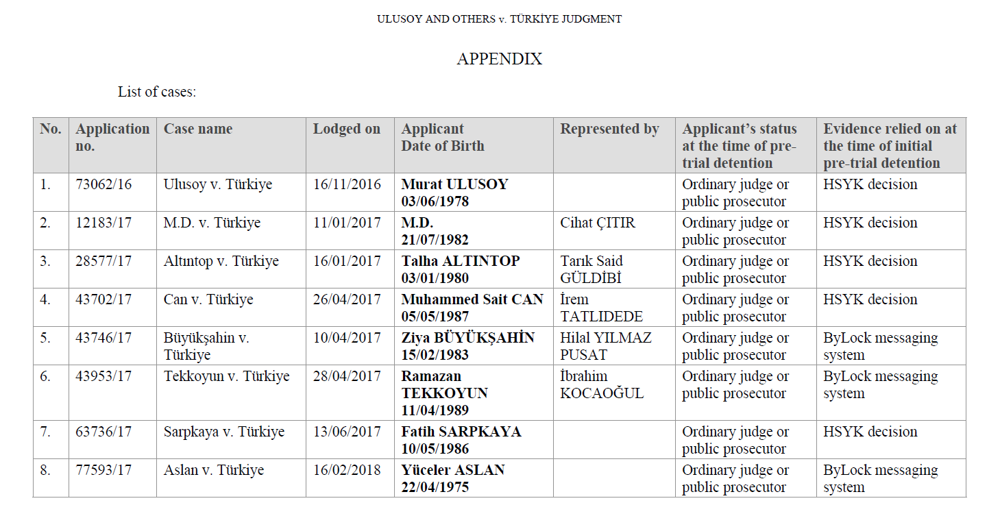 ULUSOY AND OTHERS v. TÜRKİYE JUDGMENT
APPENDIX
List of cases:
No. Application no. Case name Lodged on Applicant Date of Birth Represented by Applicant’s status at the time of pre-trial detention Evidence relied on at the time of initial pre-trial detention
1. 73062/16 Ulusoy v. Türkiye 16/11/2016 Murat ULUSOY 03/06/1978 Ordinary judge or public prosecutor HSYK decision
2. 12183/17 M.D. v. Türkiye 11/01/2017 M.D. 21/07/1982 Cihat ÇITIR Ordinary judge or public prosecutor HSYK decision
3. 28577/17 Altıntop v. Türkiye 16/01/2017 Talha ALTINTOP 03/01/1980 Tarık Said GÜLDİBİ Ordinary judge or public prosecutor HSYK decision
4. 43702/17 Can v. Türkiye 26/04/2017 Muhammed Sait CAN 05/05/1987 İrem TATLIDEDE Ordinary judge or public prosecutor HSYK decision
5. 43746/17 Büyükşahin v. Türkiye 10/04/2017 Ziya BÜYÜKŞAHİN 15/02/1983 Hilal YILMAZ PUSAT Ordinary judge or public prosecutor ByLock messaging system
6. 43953/17 Tekkoyun v. Türkiye 28/04/2017 Ramazan TEKKOYUN 11/04/1989 İbrahim KOCAOĞUL Ordinary judge or public prosecutor ByLock messaging system
7. 63736/17 Sarpkaya v. Türkiye 13/06/2017 Fatih SARPKAYA 10/05/1986 Ordinary judge or public prosecutor HSYK decision
8. 77593/17 Aslan v. Türkiye 16/02/2018 Yüceler ASLAN 22/04/1975 Ordinary judge or public prosecutor ByLock messaging system